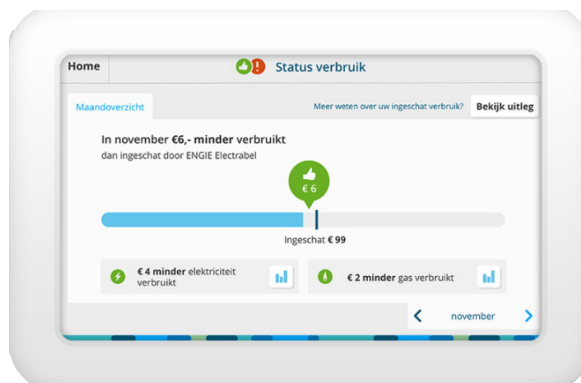 Home
Status verbruik
Maandoverzicht
Meer weten over uw ingeschat verbruik?
Bekijk uitleg
In november €6,- minder verbruikt
dan ingeschat door ENGIE Electrabel
€ 6
Ingeschat € 99
€ 4 minder elektriciteit
verbruikt
€ 2 minder gas verbruikt
november